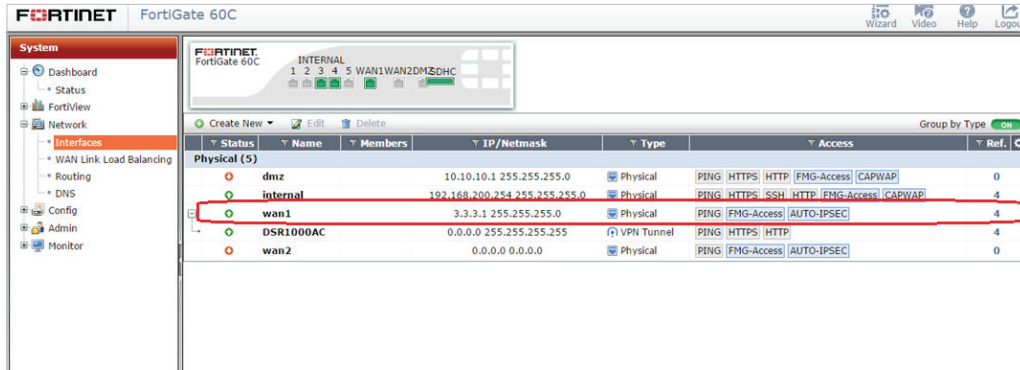 FORTINET FortiGate 60C
Wizard Video Help Logou
System
Dashboard
Status
FortiView
Network
Interfaces
WAN Link Load Balancing
Routing
DNS
Config
Admin
Monitor
FORTINET
FortiGate 60C
INTERNAL
1 2 3 4 5 WAN1 WAN2 DMZ SDHC
Create New Edit Delete Group by Type ON
Status Name Members IP/Netmask Type Access Ref.
Physical (5)
dmz 10.10.10.1 255.255.255.0 Physical PING HTTPS HTTP FMG-Access CAPWAP 0
internal 192.168.200.254 255.255.255.0 Physical PING HTTPS SSH HTTP FMG-Access CAPWAP 4
wan1 3.3.3.1 255.255.255.0 Physical PING FMG-Access AUTO-IPSEC 4
DSR1000AC 0.0.0.0 255.255.255.255 VPN Tunnel PING HTTPS HTTP 4
wan2 0.0.0.0 0.0.0.0 Physical PING FMG-Access AUTO-IPSEC 0